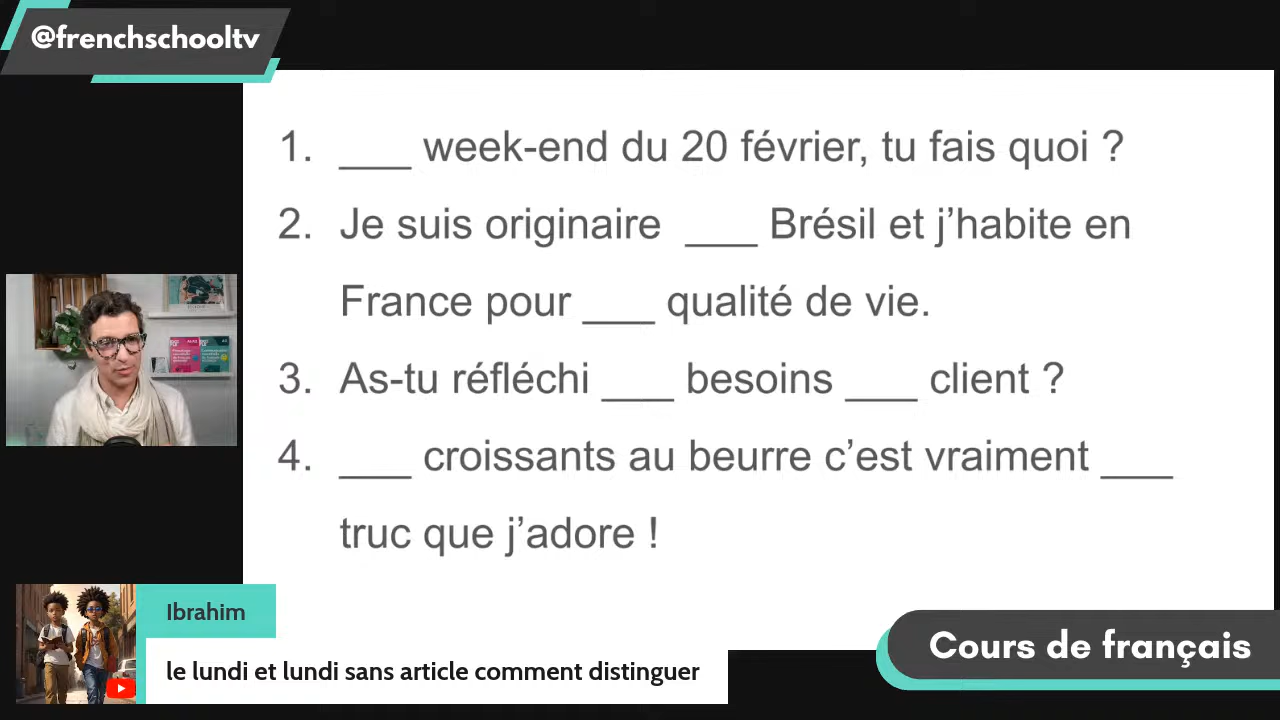 @frenchschooltv
1. ___ week-end du 20 février, tu fais quoi ?
2. Je suis originaire ___ Brésil et j’habite en
France pour ___ qualité de vie.
3. As-tu réfléchi ___ besoins ___ client ?
4. ___ croissants au beurre c’est vraiment ___
truc que j’adore !
Ibrahim
le lundi et lundi sans article comment distinguer
Cours de français